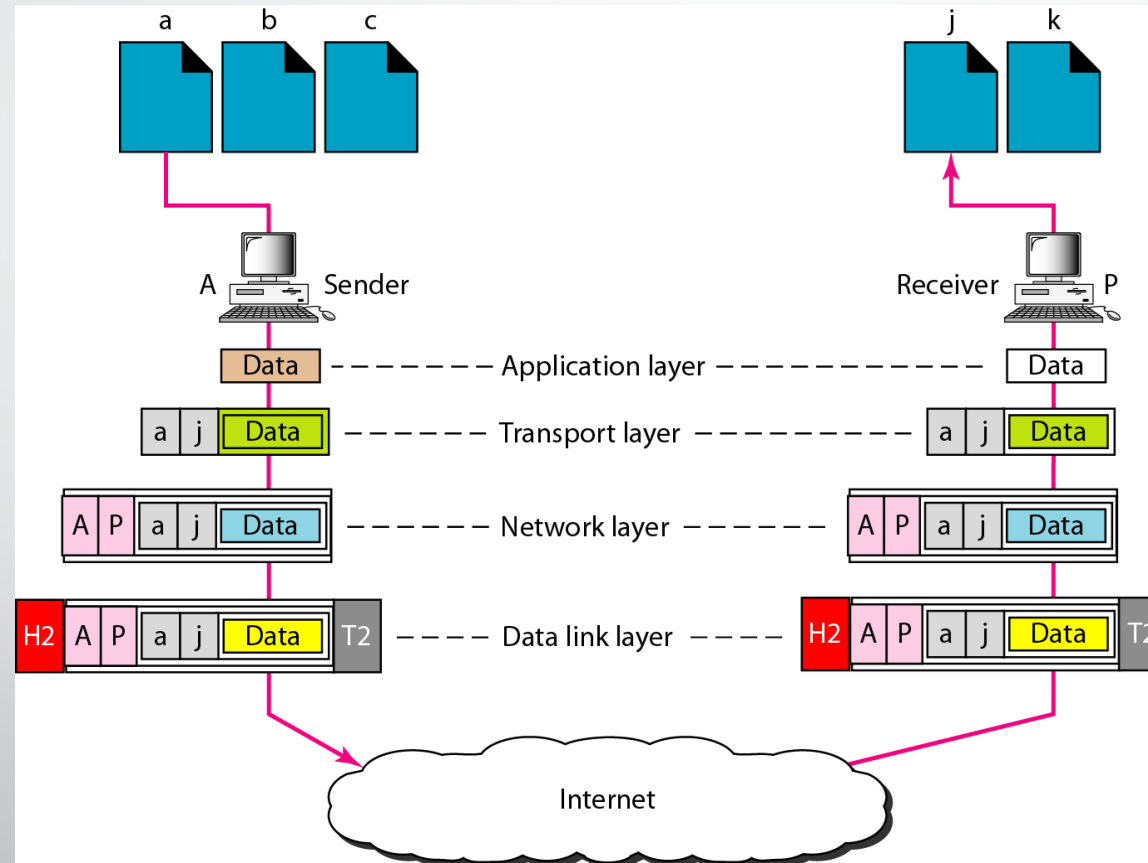 a b c j k
A Sender Receiver P
Data Application layer Data
a j Data Transport layer a j Data
A P a j Data Network layer A P a j Data
H2 A P a j Data T2 Data link layer H2 A P a j Data T2
Internet